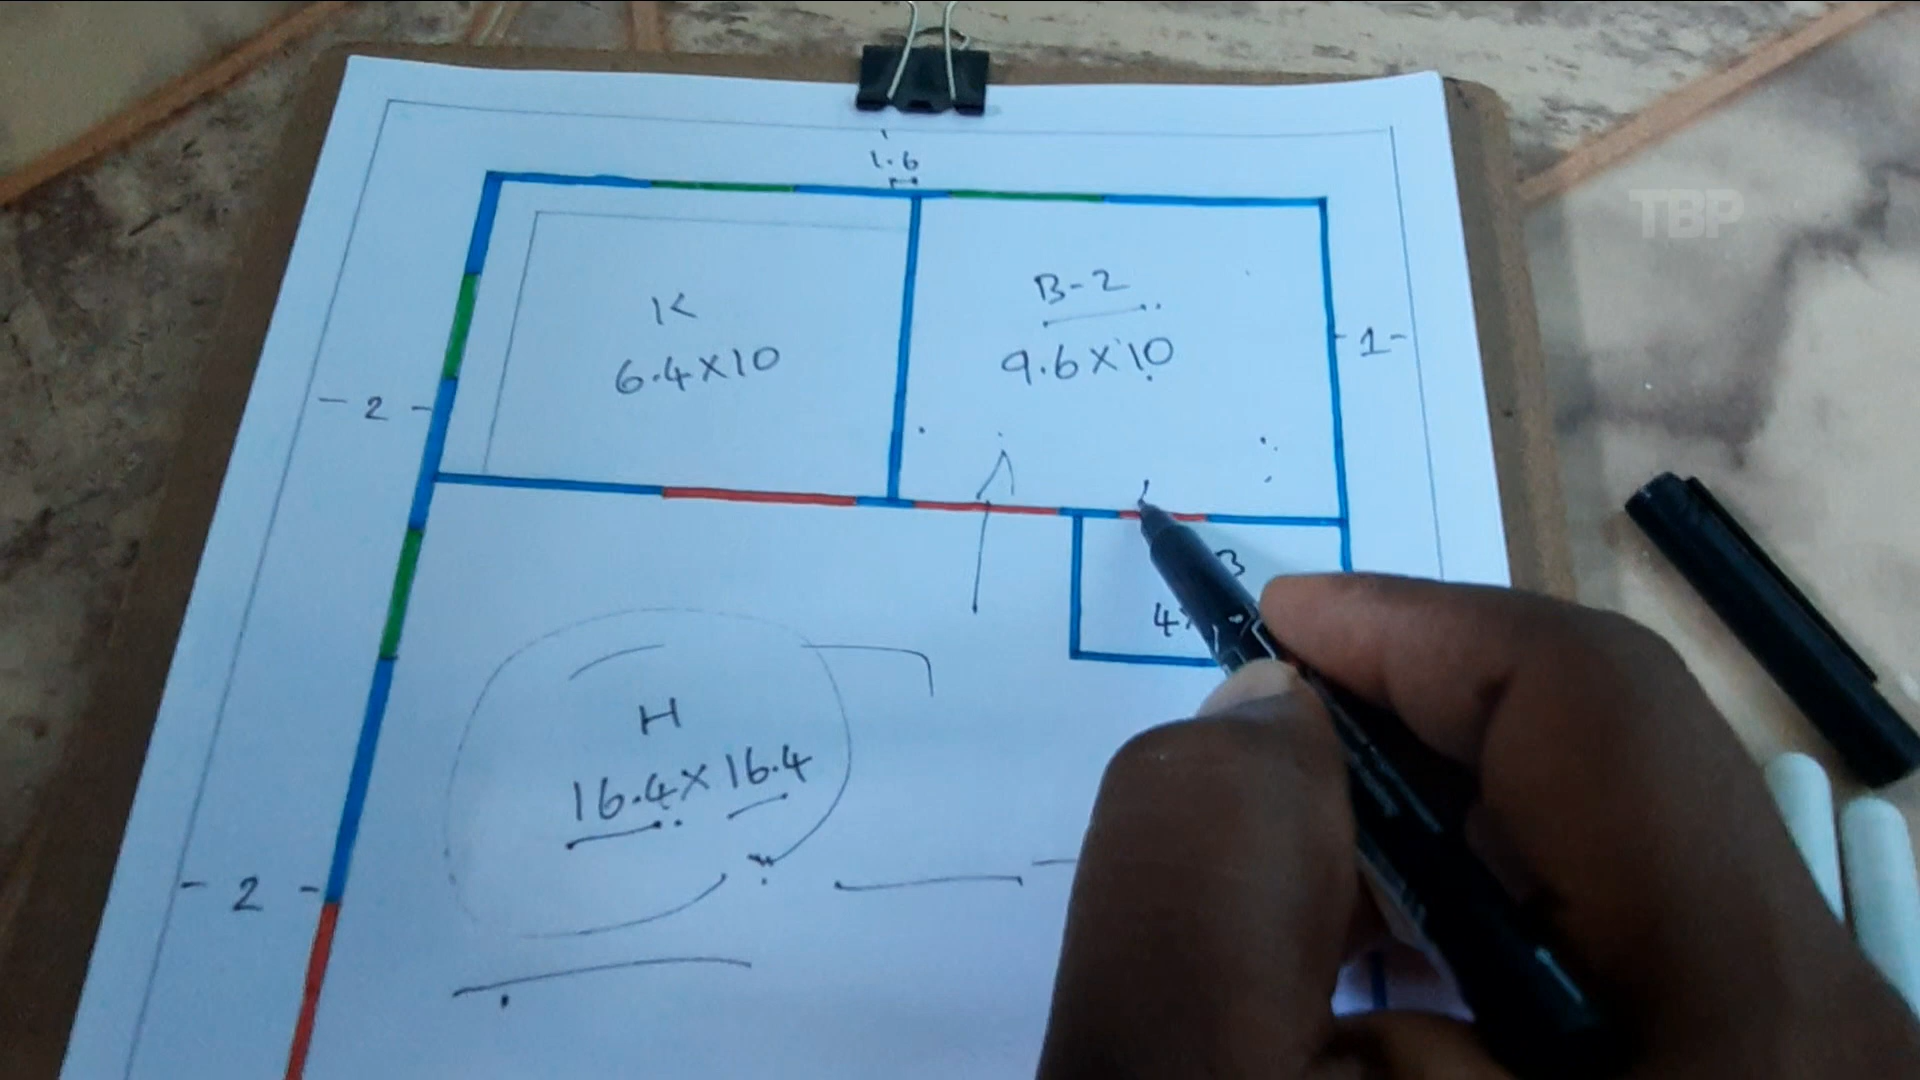 1.6
TBP
K
6.4X10
B-2
9.6X10
- 1 -
- 2 -
B
H
16.4X16.4
- 2 -